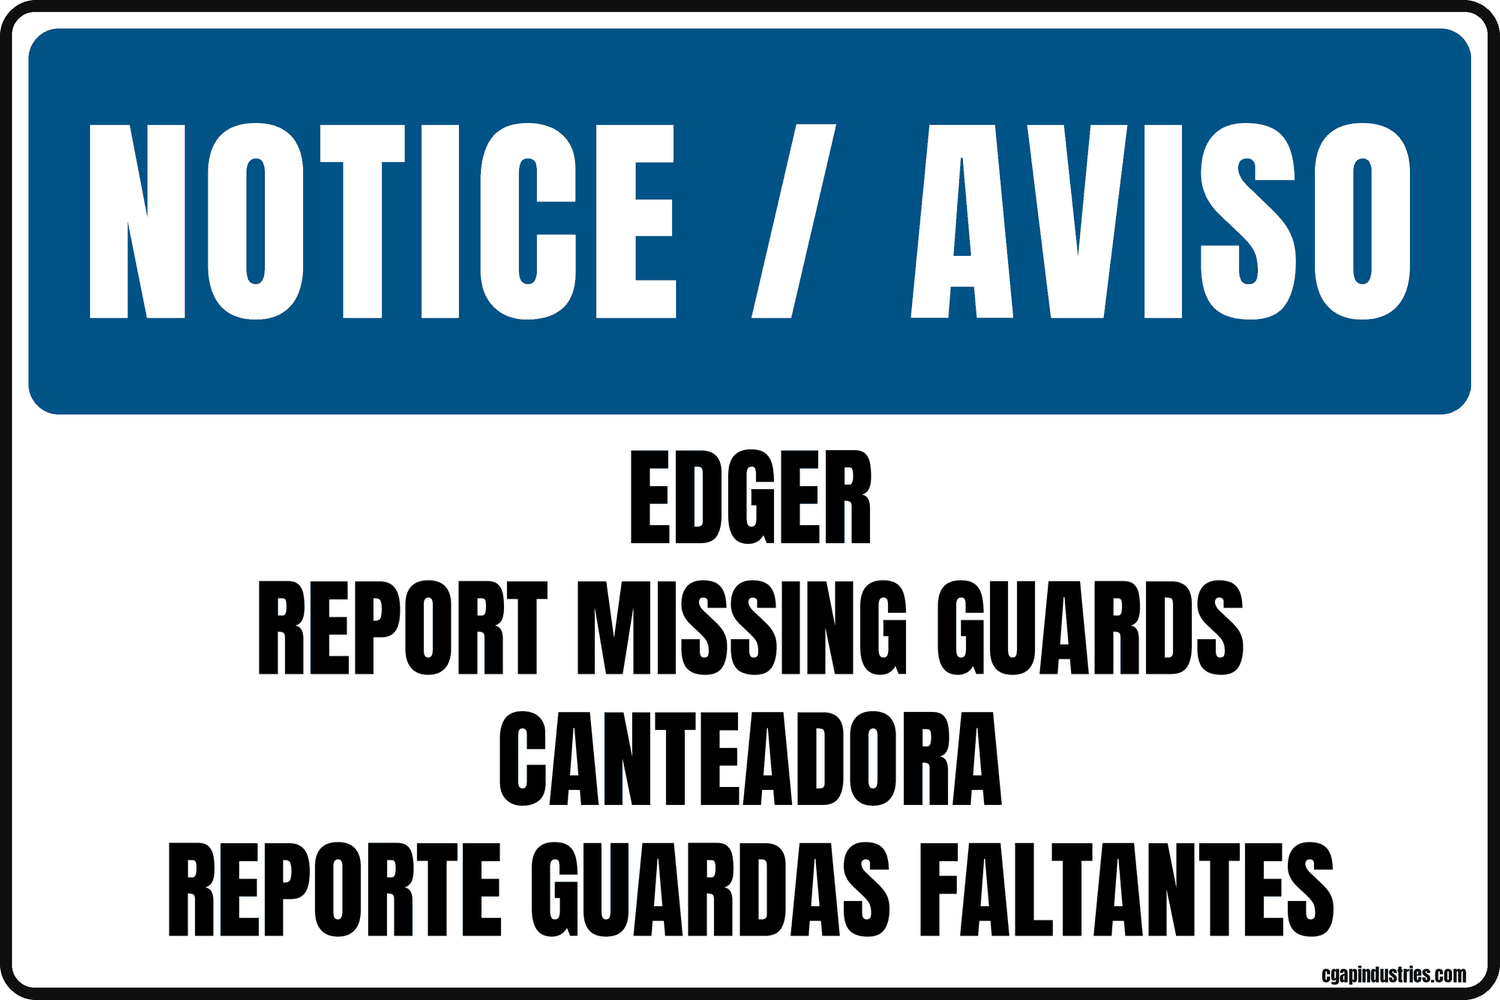 NOTICE / AVISO
EDGER
REPORT MISSING GUARDS
CANTEADORA
REPORTE GUARDAS FALTANTES
cgapindustries.com